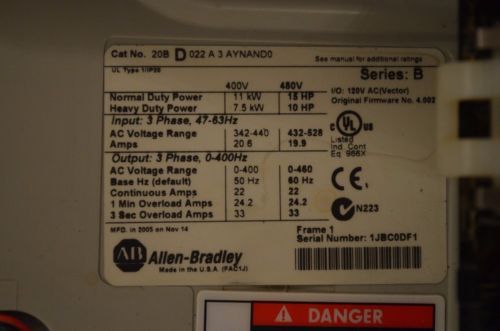 Cat No. 20B D 022 A 3 AYNAND0
UL Type 1/IP20
See manual for additional ratings
Series: B
400V 480V
I/O: 120V AC(Vector)
Normal Duty Power 11 kW 15 HP
Original Firmware No. 4.002
Heavy Duty Power 7.5 kW 10 HP
Input: 3 Phase, 47-63Hz
AC Voltage Range 342-440 432-528
Amps 20.6 19.9
C UL US
Listed
Ind. Cont
Eq 966X
Output: 3 Phase, 0-400Hz
AC Voltage Range 0-400 0-460
Base Hz (default) 50 Hz 60 Hz
Continuous Amps 22 22
1 Min Overload Amps 24.2 24.2
3 Sec Overload Amps 33 33
CE
N223
MFD. in 2005 on Nov 14
Frame 1
Serial Number: 1JBC0DF1
AB Allen-Bradley
Made in the U.S.A. (FAC1J)
DANGER